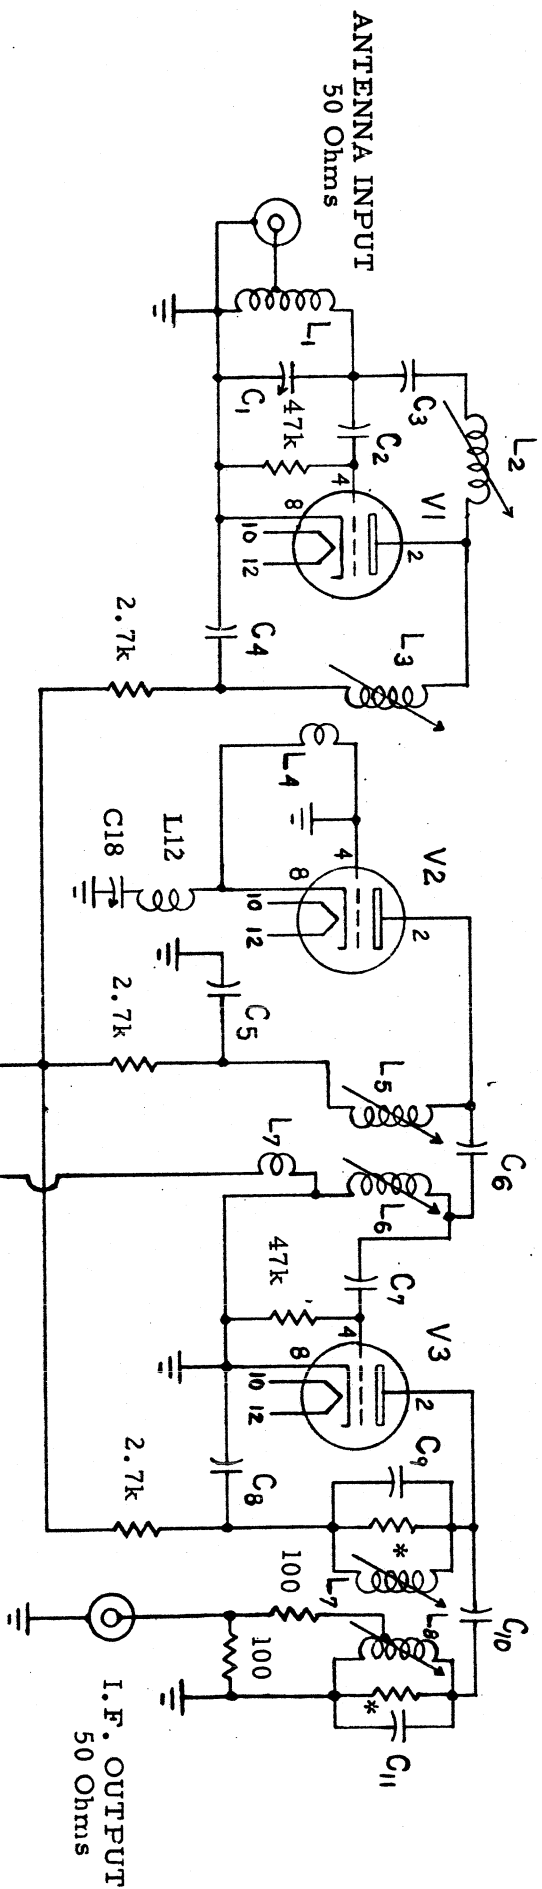 ANTENNA INPUT
50 Ohms
L1
C1
47k
C2
C3
L2
V1
4
8
10
12
2
C4
2.7k
L3
L4
V2
4
8
10
12
2
L12
C18
C5
2.7k
L5
C6
L6
L7
C7
47k
V3
4
8
10
12
2
C8
2.7k
C9
*
L7
L8
C10
*
C11
100
100
I.F. OUTPUT
50 Ohms